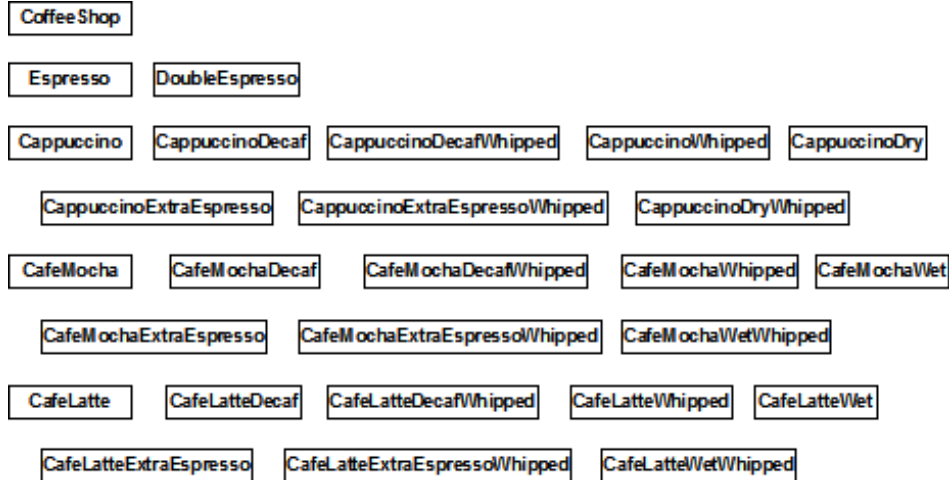 CoffeeShop
Espresso DoubleEspresso
Cappuccino CappuccinoDecaf CappuccinoDecafWhipped CappuccinoWhipped CappuccinoDry
CappuccinoExtraEspresso CappuccinoExtraEspressoWhipped CappuccinoDryWhipped
CafeMocha CafeMochaDecaf CafeMochaDecafWhipped CafeMochaWhipped CafeMochaWet
CafeMochaExtraEspresso CafeMochaExtraEspressoWhipped CafeMochaWetWhipped
CafeLatte CafeLatteDecaf CafeLatteDecafWhipped CafeLatteWhipped CafeLatteWet
CafeLatteExtraEspresso CafeLatteExtraEspressoWhipped CafeLatteWetWhipped